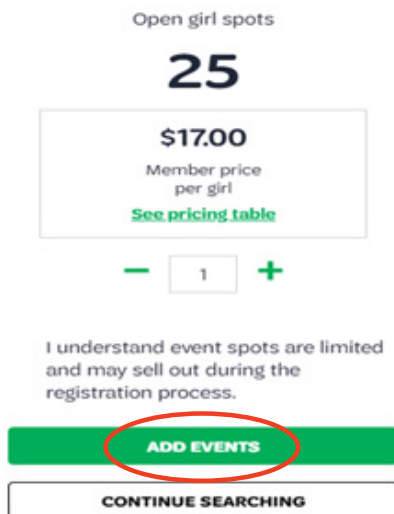 Open girl spots
25
$17.00
Member price
per girl
See pricing table
− 1 +
I understand event spots are limited
and may sell out during the
registration process.
ADD EVENTS
CONTINUE SEARCHING